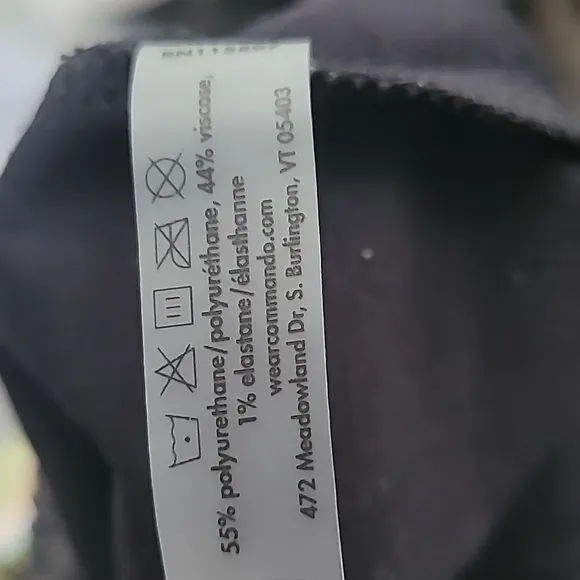 55% polyurethane/polyuréthane, 44% viscose,
1% elastane/élasthanne
wearcommando.com
472 Meadowland Dr, S. Burlington, VT 05403